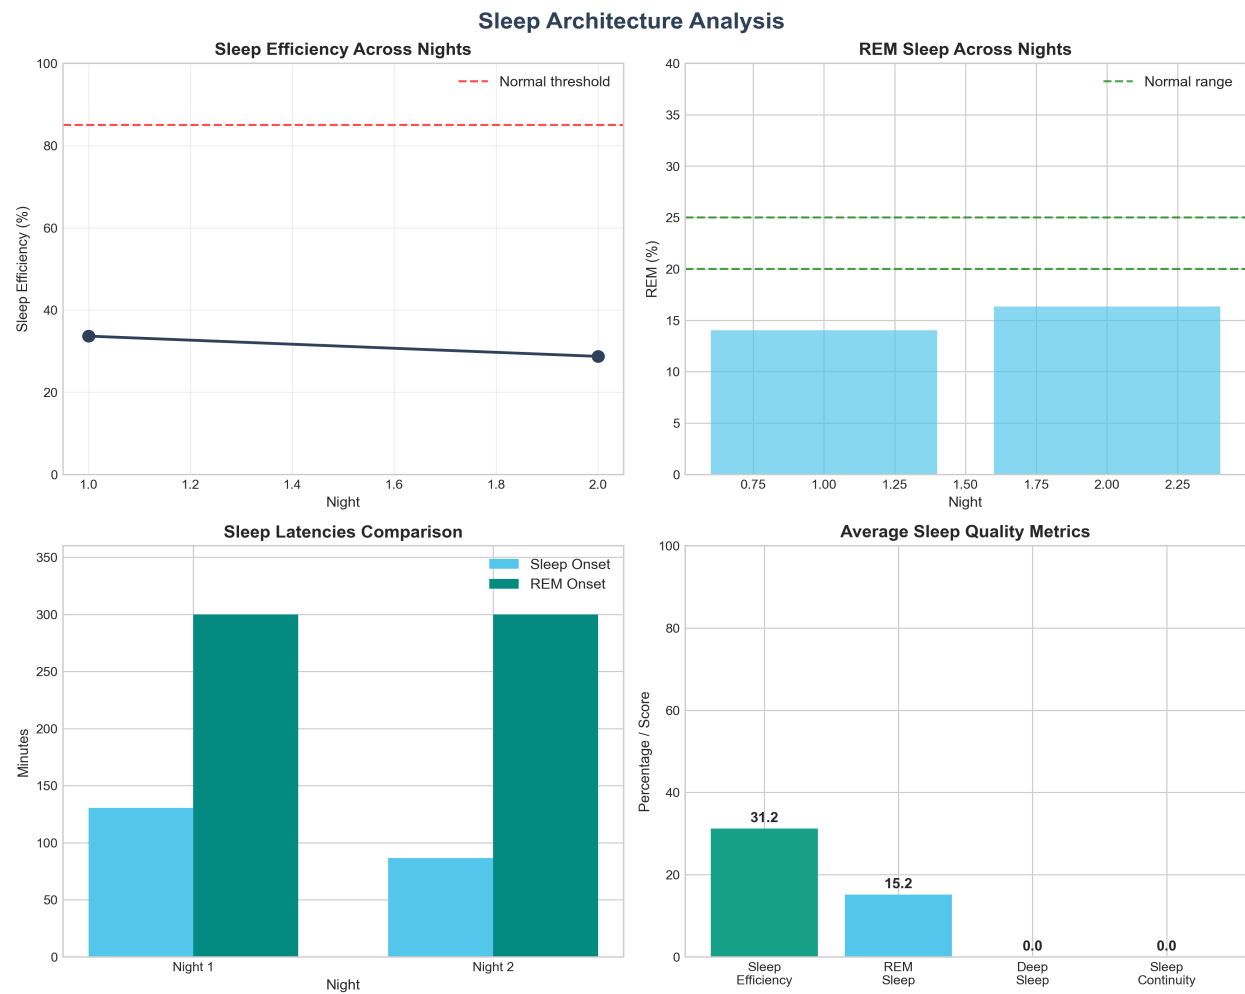 Sleep Architecture Analysis
Sleep Efficiency Across Nights
100
80
60
40
20
0
Sleep Efficiency (%)
Normal threshold
1.0 1.2 1.4 1.6 1.8 2.0
Night
REM Sleep Across Nights
40
35
30
25
20
15
10
5
0
REM (%)
Normal range
0.75 1.00 1.25 1.50 1.75 2.00 2.25
Night
Sleep Latencies Comparison
350
300
250
200
150
100
50
0
Minutes
Sleep Onset
REM Onset
Night 1 Night 2
Night
Average Sleep Quality Metrics
100
80
60
40
20
0
Percentage / Score
31.2
15.2
0.0
0.0
Sleep
Efficiency
REM
Sleep
Deep
Sleep
Sleep
Continuity